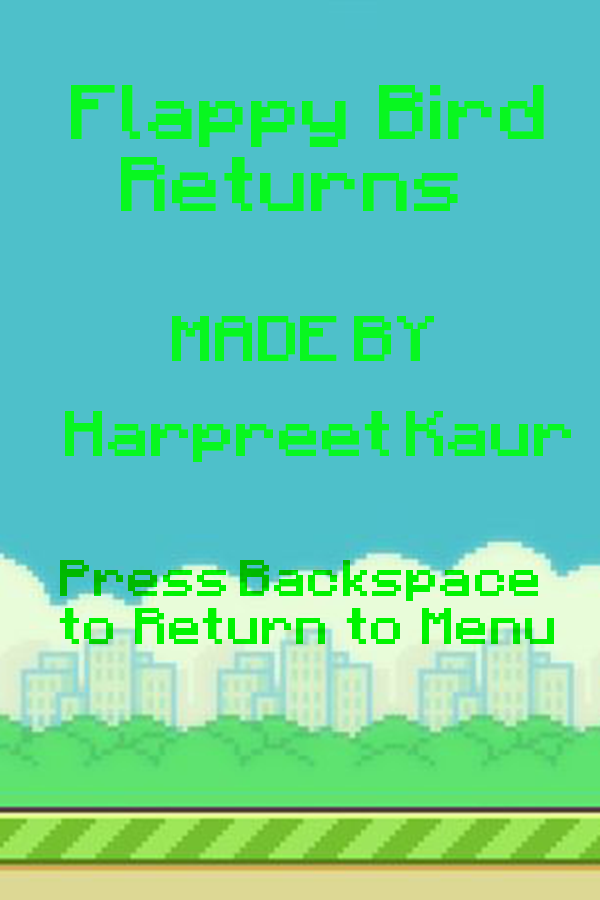 Flappy Bird
Returns
MADE BY
Harpreet Kaur
Press Backspace
to Return to Menu